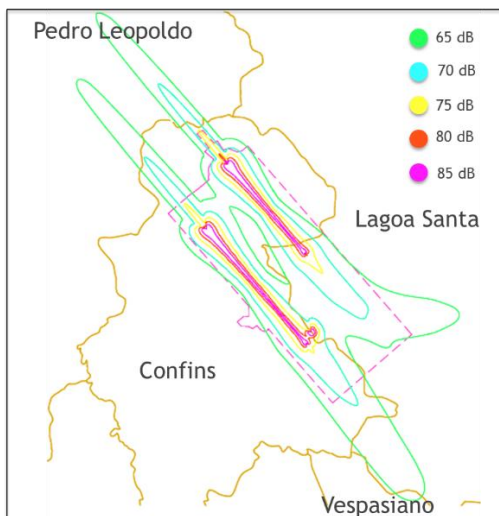 Pedro Leopoldo
65 dB
70 dB
75 dB
80 dB
85 dB
Lagoa Santa
Confins
Vespasiano